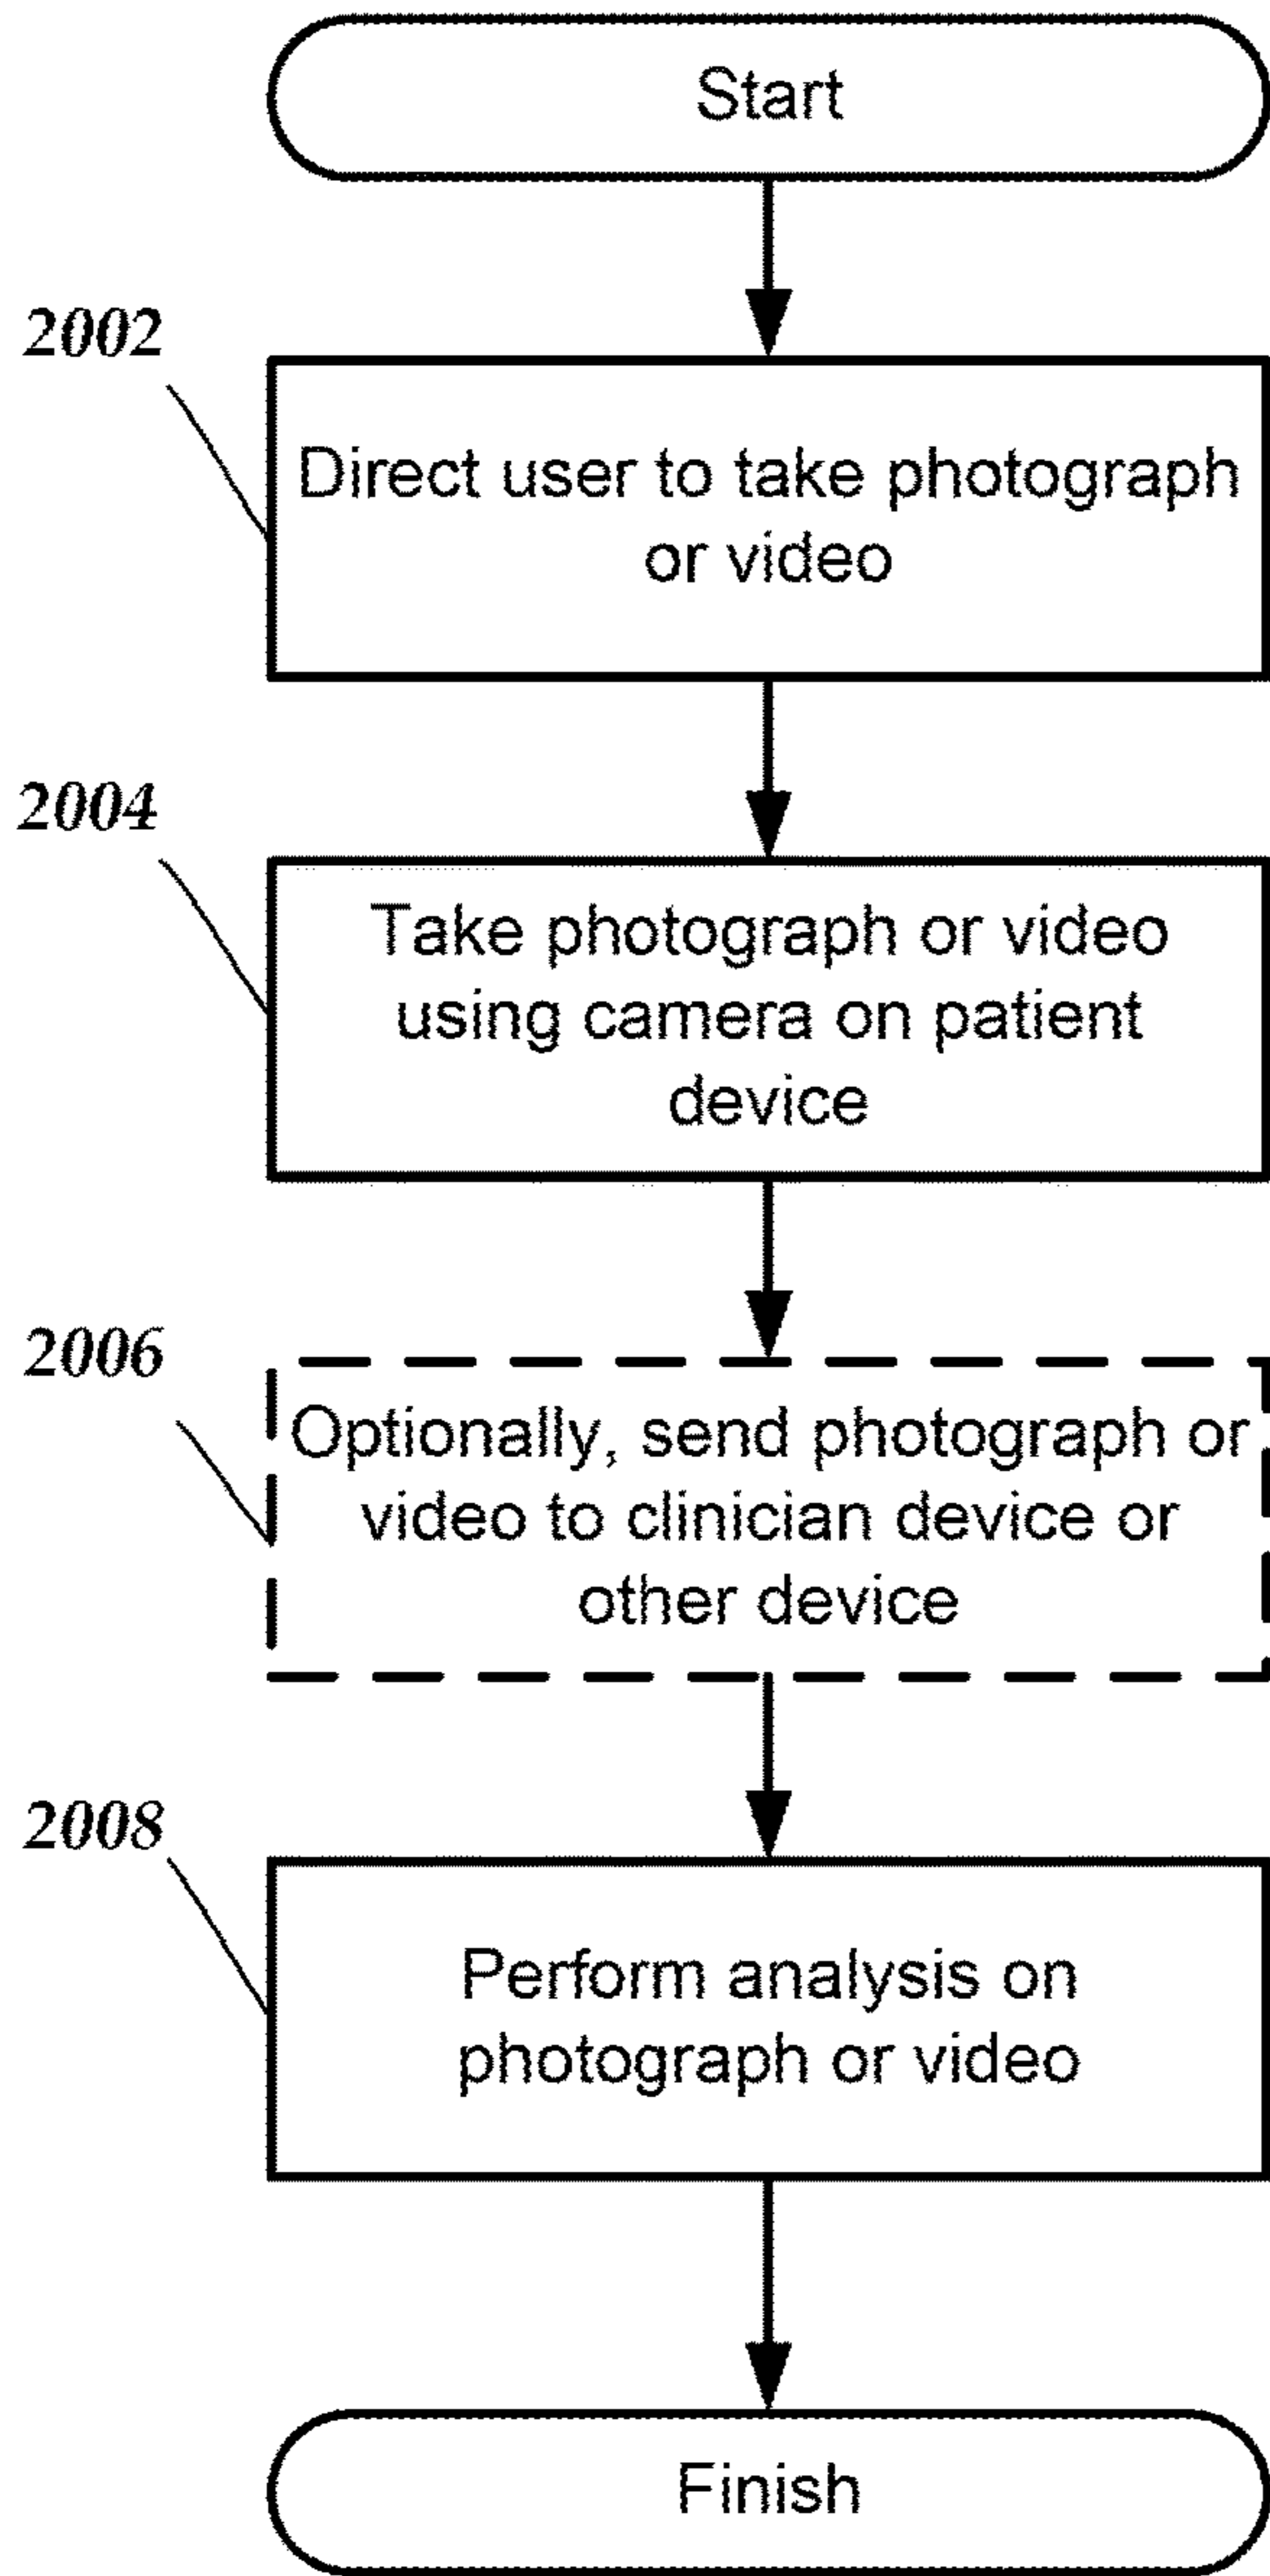 Start
2002
Direct user to take photograph
or video
2004
Take photograph or video
using camera on patient
device
2006
Optionally, send photograph or
video to clinician device or
other device
2008
Perform analysis on
photograph or video
Finish